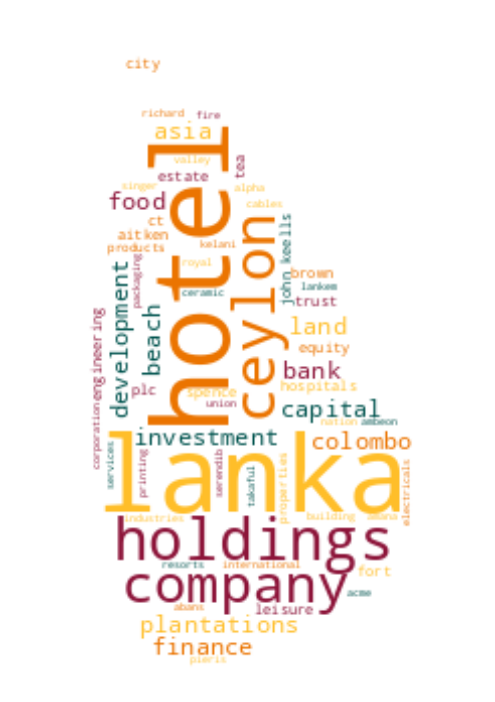 city
richard
fire
asia
valley
estate
tea
singer
alpha
food
cables
ct
hotel
ceylon
john keells
aitken
kelani
products
royal
packaging
brown
ceramic
lankem
development
beach
trust
engineering
land
equity
bank
plc
spence
hospitals
union
capital
nation
ambeon
corporation
investment
colombo
services
printing
serendib
takaful
properties
electricals
lanka
industries
building
asiri
holdings
resorts
international
fort
company
acme
abans
leisure
plantations
finance
pieris